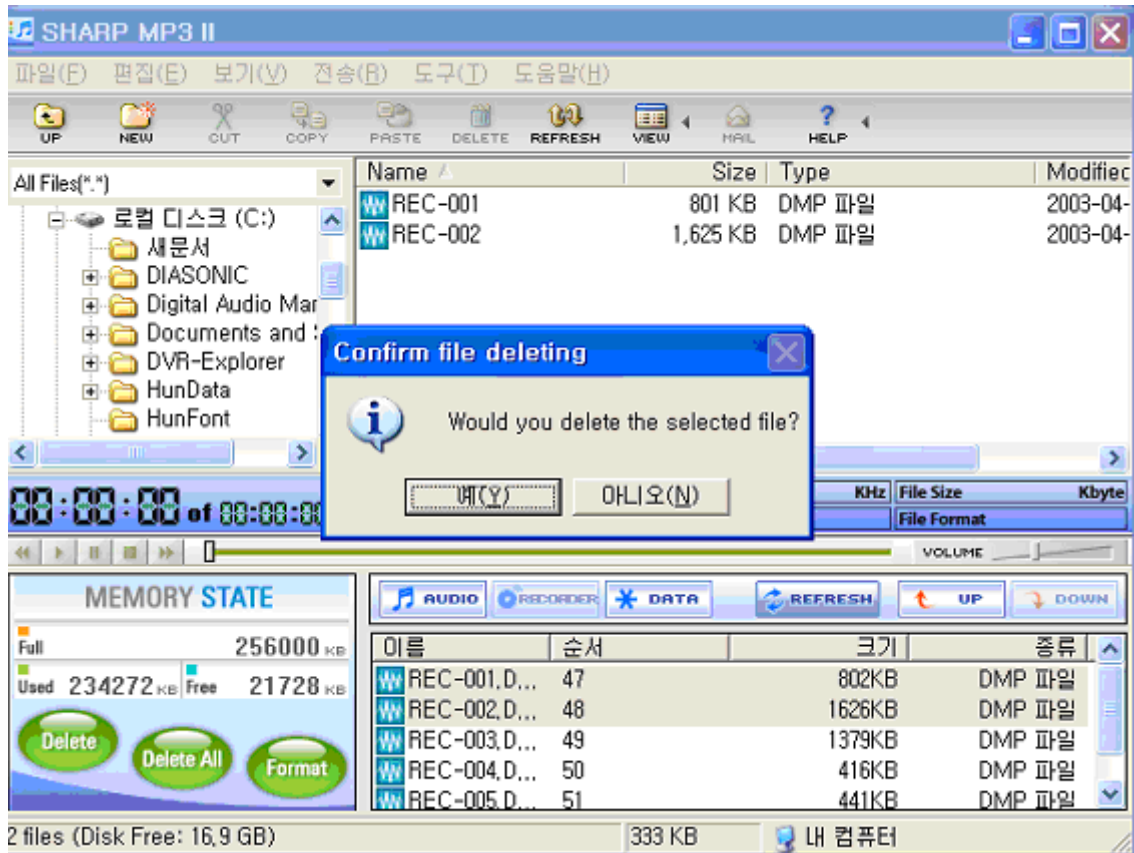 SHARP MP3 II
파일(F) 편집(E) 보기(V) 전송(R) 도구(T) 도움말(H)
UP NEW CUT COPY PASTE DELETE REFRESH VIEW MAIL HELP
All Files(*.*)
로컬 디스크 (C:)
새문서
DIASONIC
Digital Audio Mar
Documents and
DVR-Explorer
HunData
HunFont
Name Size Type Modified
REC-001 801 KB DMP 파일 2003-04-
REC-002 1,625 KB DMP 파일 2003-04-
Confirm file deleting
Would you delete the selected file?
예(Y) 아니오(N)
00:00:00 of 00:00:0
KHz File Size Kbyte
File Format
VOLUME
MEMORY STATE
Full 256000 KB
Used 234272 KB Free 21728 KB
Delete Delete All Format
AUDIO RECORDER DATA REFRESH UP DOWN
이름 순서 크기 종류
REC-001,D... 47 802KB DMP 파일
REC-002,D... 48 1626KB DMP 파일
REC-003,D... 49 1379KB DMP 파일
REC-004,D... 50 416KB DMP 파일
REC-005,D... 51 441KB DMP 파일
2 files (Disk Free: 16,9 GB) 333 KB 내 컴퓨터